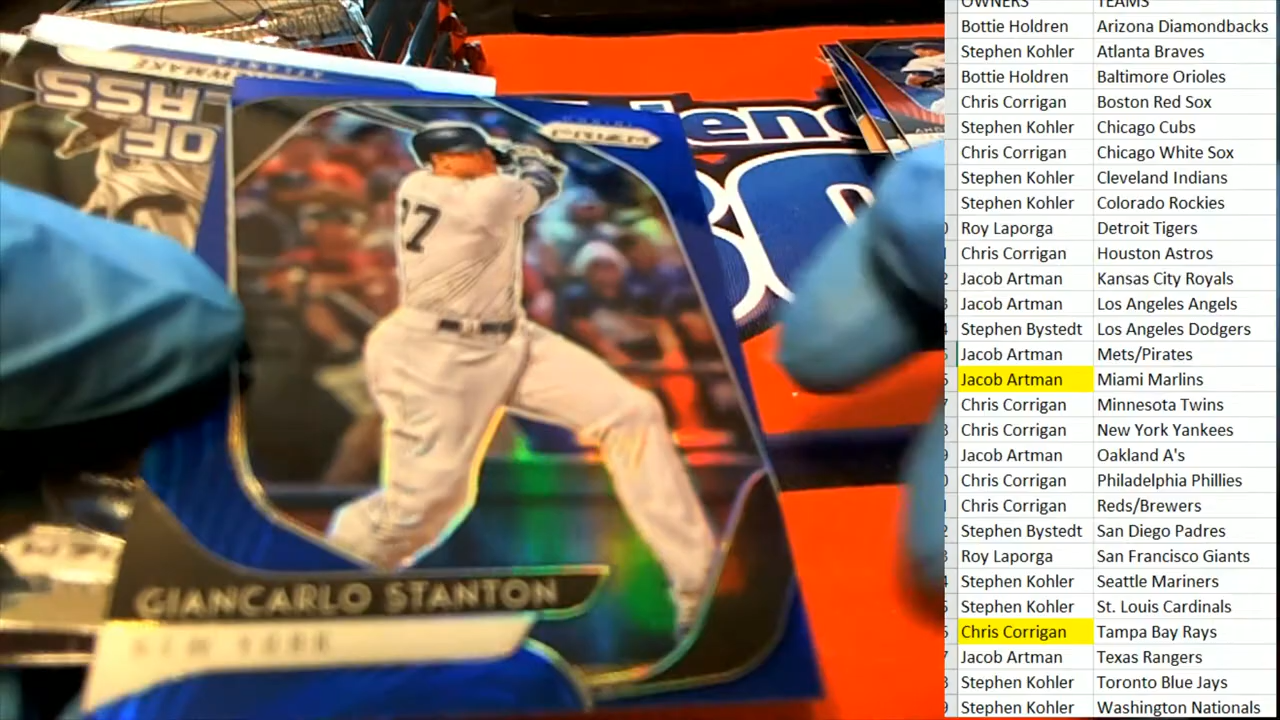 OWNERS TEAMS
Bottie Holdren Arizona Diamondbacks
Stephen Kohler Atlanta Braves
Bottie Holdren Baltimore Orioles
Chris Corrigan Boston Red Sox
Stephen Kohler Chicago Cubs
Chris Corrigan Chicago White Sox
Stephen Kohler Cleveland Indians
Stephen Kohler Colorado Rockies
Roy Laporga Detroit Tigers
Chris Corrigan Houston Astros
Jacob Artman Kansas City Royals
Jacob Artman Los Angeles Angels
Stephen Bystedt Los Angeles Dodgers
Jacob Artman Mets/Pirates
Jacob Artman Miami Marlins
Chris Corrigan Minnesota Twins
Chris Corrigan New York Yankees
Jacob Artman Oakland A's
Chris Corrigan Philadelphia Phillies
Chris Corrigan Reds/Brewers
Stephen Bystedt San Diego Padres
Roy Laporga San Francisco Giants
Stephen Kohler Seattle Mariners
Stephen Kohler St. Louis Cardinals
Chris Corrigan Tampa Bay Rays
Jacob Artman Texas Rangers
Stephen Kohler Toronto Blue Jays
Stephen Kohler Washington Nationals
ATLANTA
OF
PRIZM
27
GIANCARLO STANTON
NEW YORK